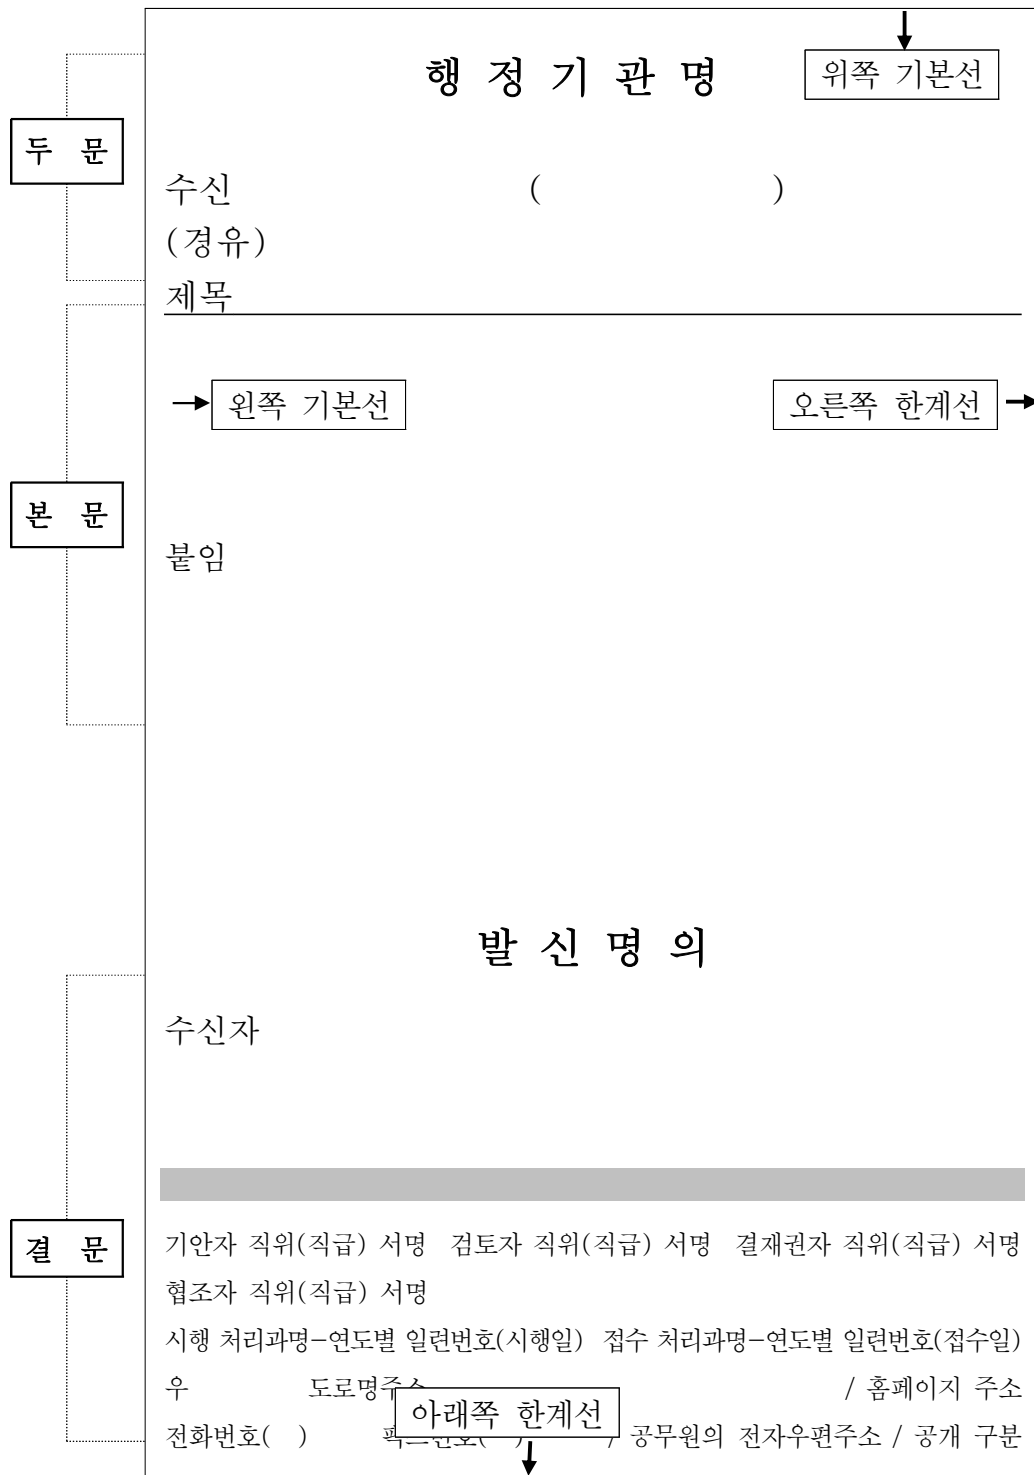 행 정 기 관 명
위쪽 기본선
두 문
수신 ( )
(경유)
제목
왼쪽 기본선
오른쪽 한계선
본 문
붙임
발 신 명 의
수신자
결 문
기안자 직위(직급) 서명 검토자 직위(직급) 서명 결재권자 직위(직급) 서명
협조자 직위(직급) 서명
시행 처리과명-연도별 일련번호(시행일) 접수 처리과명-연도별 일련번호(접수일)
우 도로명주소 / 홈페이지 주소
아래쪽 한계선
전화번호( ) 팩스번호( ) / 공무원의 전자우편주소 / 공개 구분